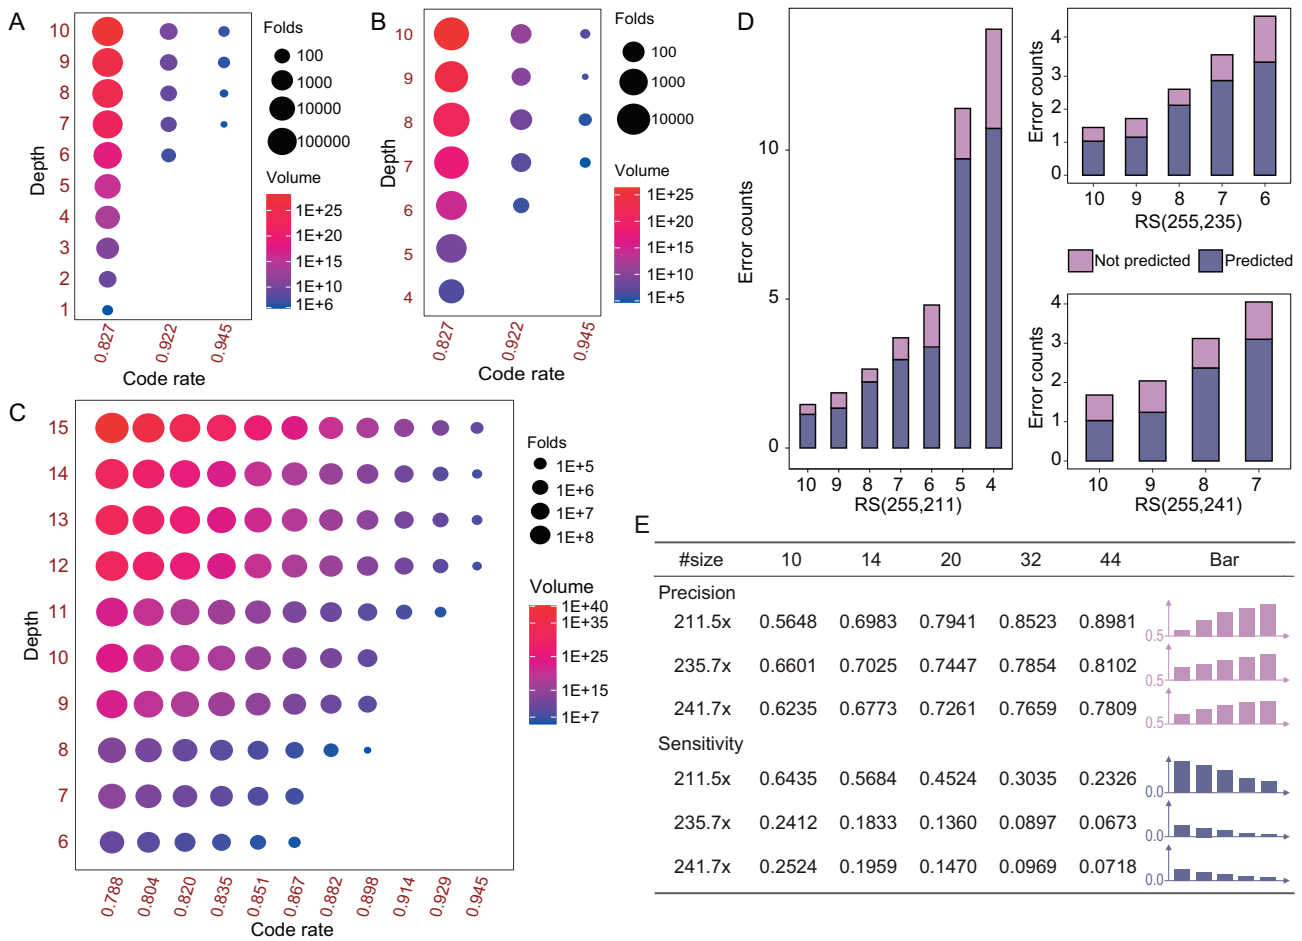 A
10
9
8
7
6
5
4
3
2
1
Depth
0.827
0.922
0.945
Code rate
Folds
100
1000
10000
100000
Volume
1E+25
1E+20
1E+15
1E+10
1E+6
B
10
9
8
7
6
5
4
Depth
0.827
0.922
0.945
Code rate
Folds
100
1000
10000
Volume
1E+25
1E+20
1E+15
1E+10
1E+5
C
15
14
13
12
11
10
9
8
7
6
Depth
0.788
0.804
0.820
0.835
0.851
0.867
0.882
0.898
0.914
0.929
0.945
Code rate
Folds
1E+5
1E+6
1E+7
1E+8
Volume
1E+40
1E+35
1E+25
1E+15
1E+7
D
Error counts
10
5
0
10 9 8 7 6 5 4
RS(255,211)
Error counts
4
3
2
1
0
10 9 8 7 6
RS(255,235)
Not predicted Predicted
Error counts
4
3
2
1
0
10 9 8 7
RS(255,241)
E
#size 10 14 20 32 44 Bar
Precision
211.5x 0.5648 0.6983 0.7941 0.8523 0.8981 0.5
235.7x 0.6601 0.7025 0.7447 0.7854 0.8102 0.5
241.7x 0.6235 0.6773 0.7261 0.7659 0.7809 0.5
Sensitivity
211.5x 0.6435 0.5684 0.4524 0.3035 0.2326 0.0
235.7x 0.2412 0.1833 0.1360 0.0897 0.0673 0.0
241.7x 0.2524 0.1959 0.1470 0.0969 0.0718 0.0